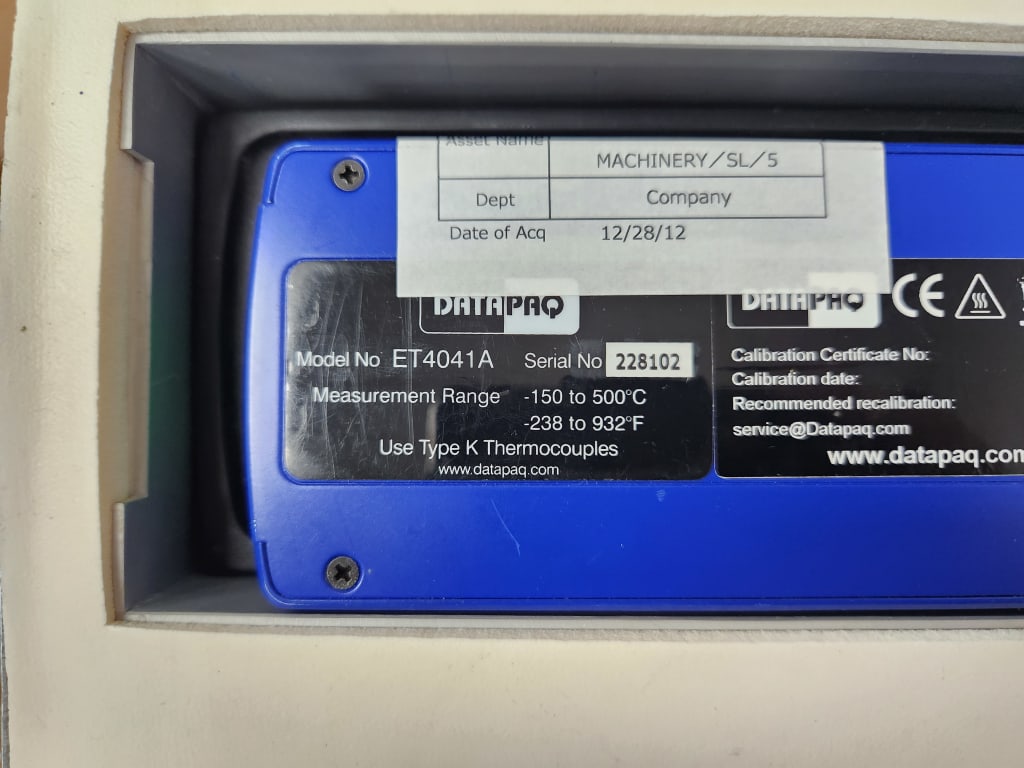 Asset Name
MACHINERY/SL/5
Dept Company
Date of Acq 12/28/12
DATAPAQ
Model No ET4041A Serial No 228102
Measurement Range -150 to 500°C
-238 to 932°F
Use Type K Thermocouples
www.datapaq.com
DATAPAQ CE
Calibration Certificate No:
Calibration date:
Recommended recalibration:
service@Datapaq.com
www.datapaq.com